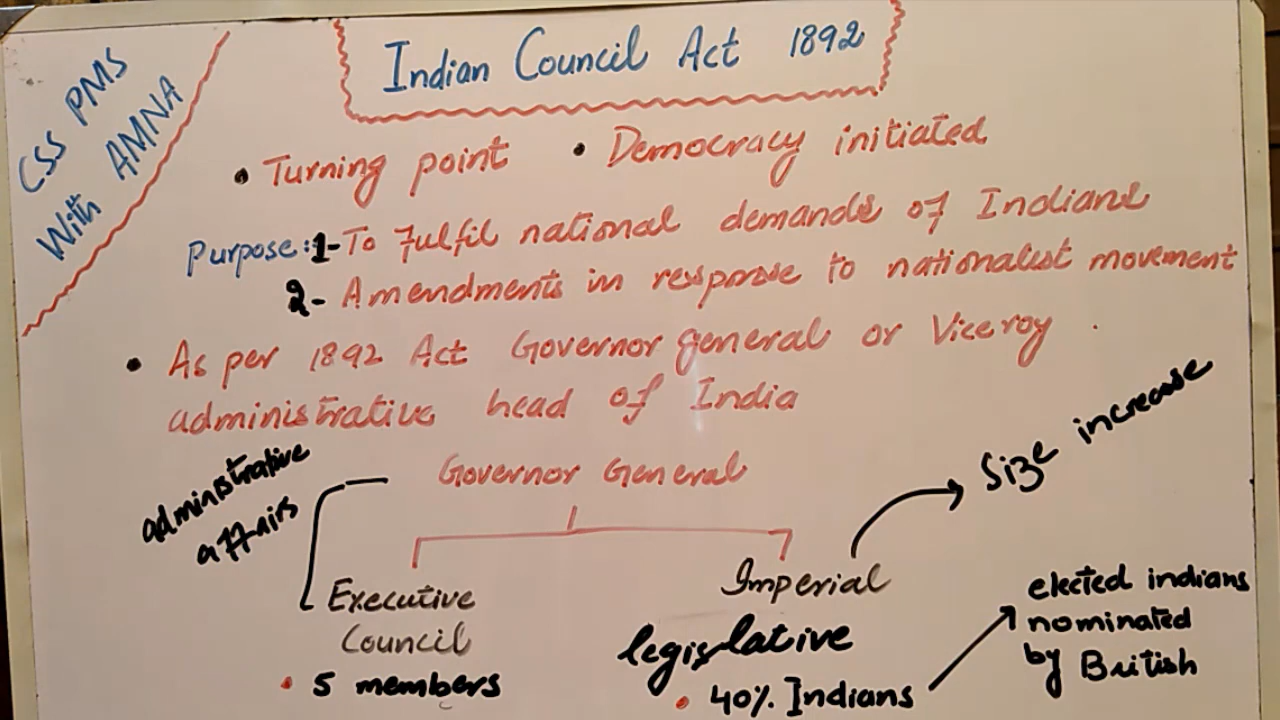 CSS PMS
With AMNA
Indian Council Act 1892
• Turning point • Democracy initiated
Purpose: 1- To Fulfil national demands of Indians
2- Amendments in response to nationalist movement
• As per 1892 Act Governor general or Viceroy
administrative head of India
Governor General
administrative
affairs
Size increase
Executive
Council
• 5 members
Imperial
legislative
• 40% Indians
elected indians
nominated
by British